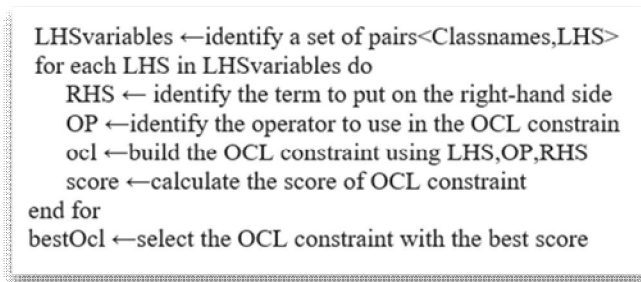 LHSvariables ←identify a set of pairs<Classnames,LHS>
for each LHS in LHSvariables do
RHS ← identify the term to put on the right-hand side
OP ←identify the operator to use in the OCL constrain
ocl ←build the OCL constraint using LHS,OP,RHS
score ←calculate the score of OCL constraint
end for
bestOcl ←select the OCL constraint with the best score